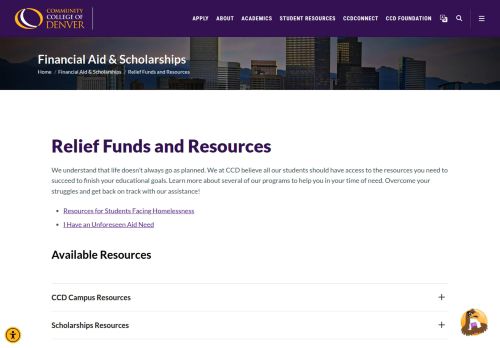 COMMUNITY
COLLEGE OF
DENVER
APPLY ABOUT ACADEMICS STUDENT RESOURCES CCDCONNECT CCD FOUNDATION
Financial Aid & Scholarships
Home / Financial Aid & Scholarships / Relief Funds and Resources
Relief Funds and Resources
We understand that life doesn't always go as planned. We at CCD believe all our students should have access to the resources you need to
succeed to finish your educational goals. Learn more about several of our programs to help you in your time of need. Overcome your
struggles and get back on track with our assistance!
• Resources for Students Facing Homelessness
• I Have an Unforeseen Aid Need
Available Resources
CCD Campus Resources +
Scholarships Resources +